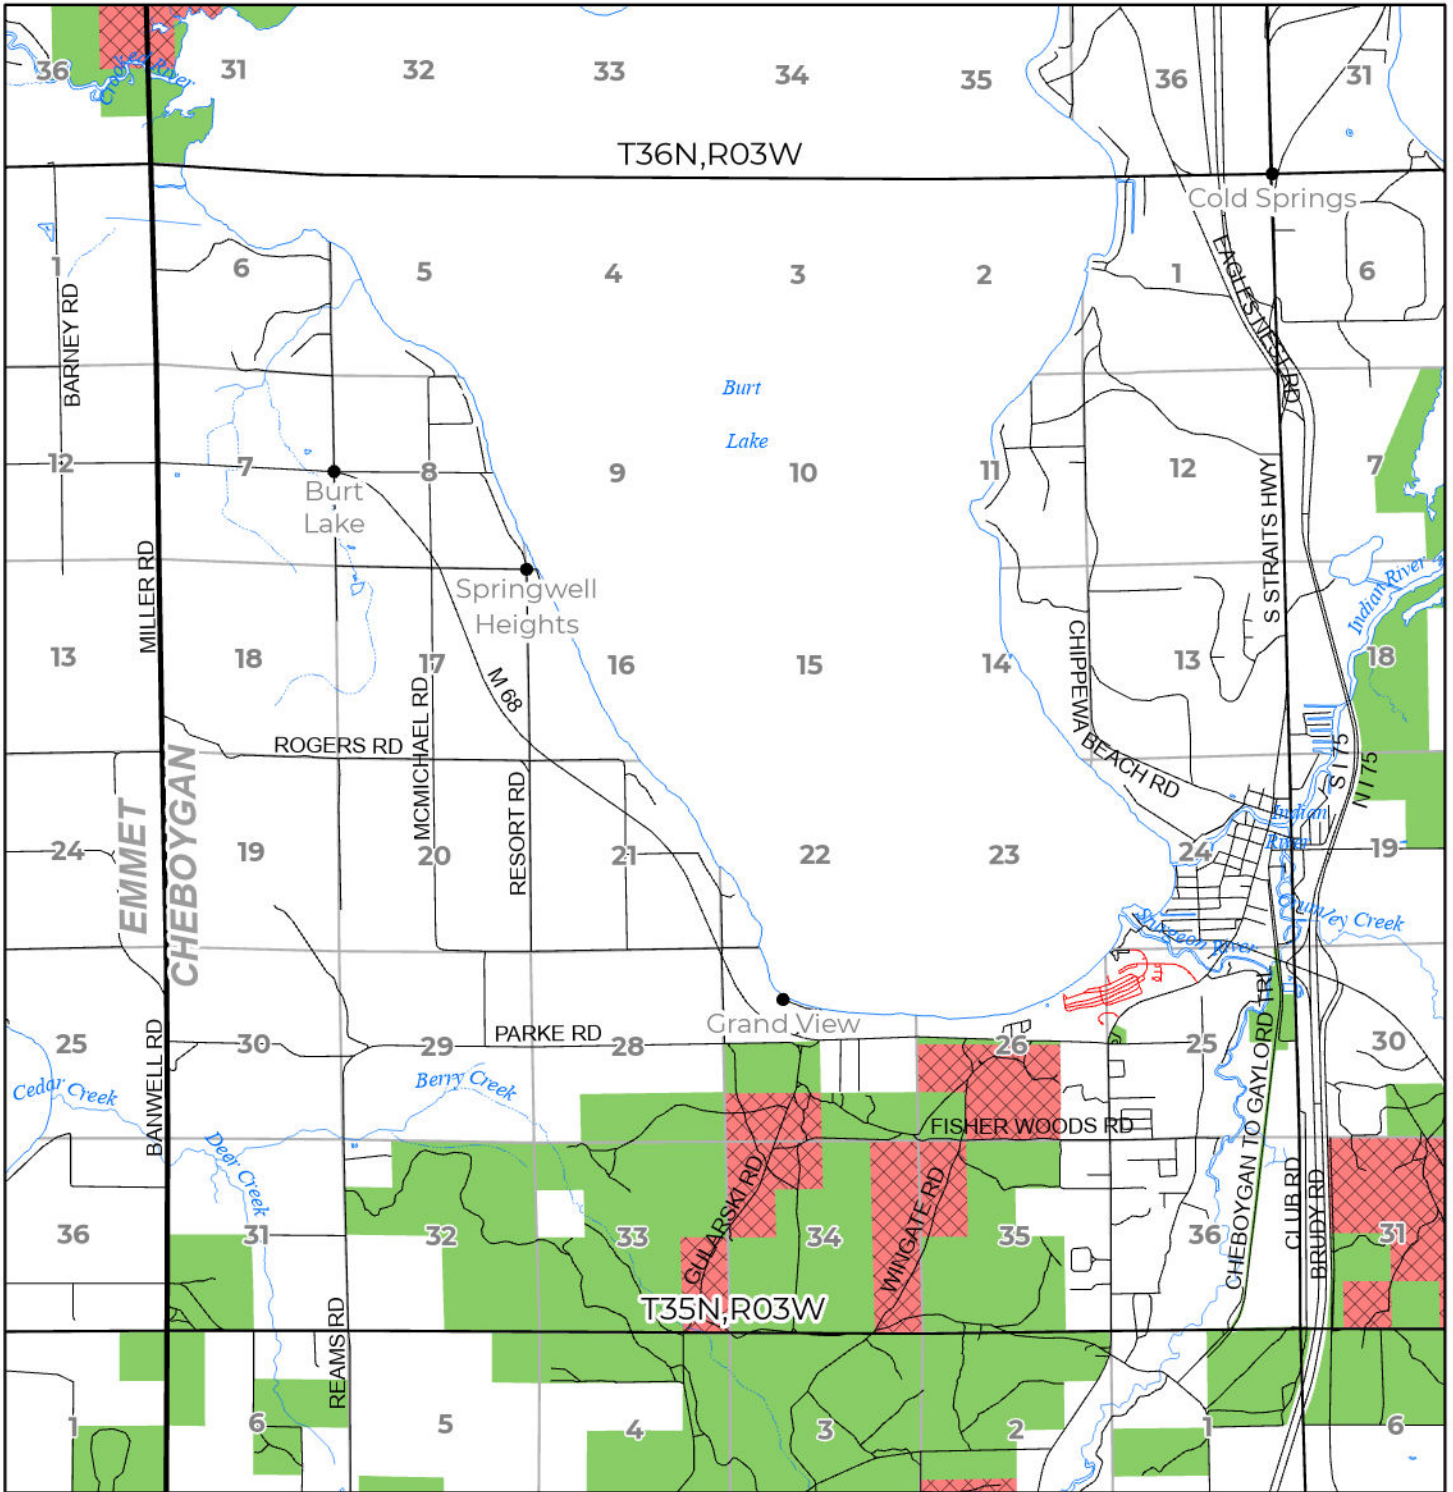 36
31
32
33
34
35
36
31
Crooked River
T36N,R03W
Cold Springs
1
6
5
4
3
2
1
6
BARNEY RD
EAGLES NEST RD
Burt
Lake
12
7
8
9
10
11
12
7
Burt
Lake
S STRAITS HWY
MILLER RD
Springwell
Heights
Indian River
13
18
17
16
15
14
13
18
CHIPPEWA BEACH RD
M 68
MCMICHAEL RD
ROGERS RD
RESORT RD
S I 75
N I 75
EMMET
CHEBOYGAN
Indian
River
24
19
20
21
22
23
24
19
Crumley Creek
Sturgeon River
Grand View
PARKE RD
25
30
29
28
26
25
30
BANWELL RD
Cedar Creek
Berry Creek
Deer Creek
FISHER WOODS RD
CHEBOYGAN TO GAYLORD TRL
CLUB RD
BRUDY RD
GULARSKI RD
WINGATE RD
36
31
32
33
34
35
36
31
T35N,R03W
REAMS RD
1
6
5
4
3
2
1
6